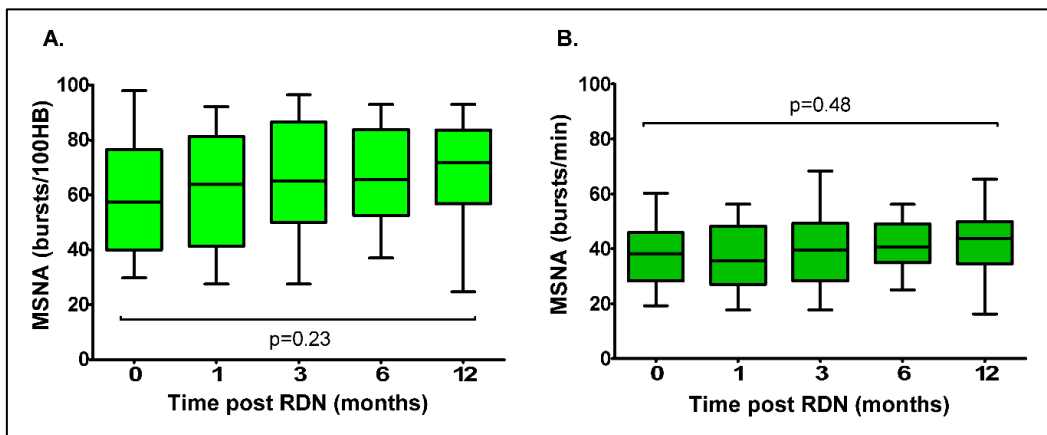 A.
MSNA (bursts/100HB)
100
80
60
40
20
0
p=0.23
0 1 3 6 12
Time post RDN (months)
B.
MSNA (bursts/min)
100
80
60
40
20
0
p=0.48
0 1 3 6 12
Time post RDN (months)